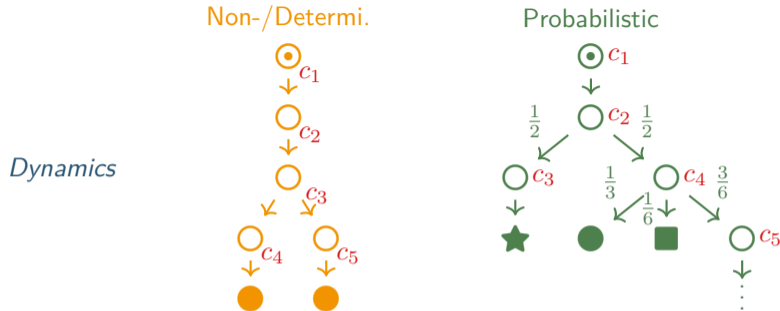 Non-/Determi.
Probabilistic
c₁
c₁
c₂
1/2
c₂
1/2
Dynamics
c₃
c₃
1/3
c₄
3/6
1/6
c₄
c₅
c₅
⋮